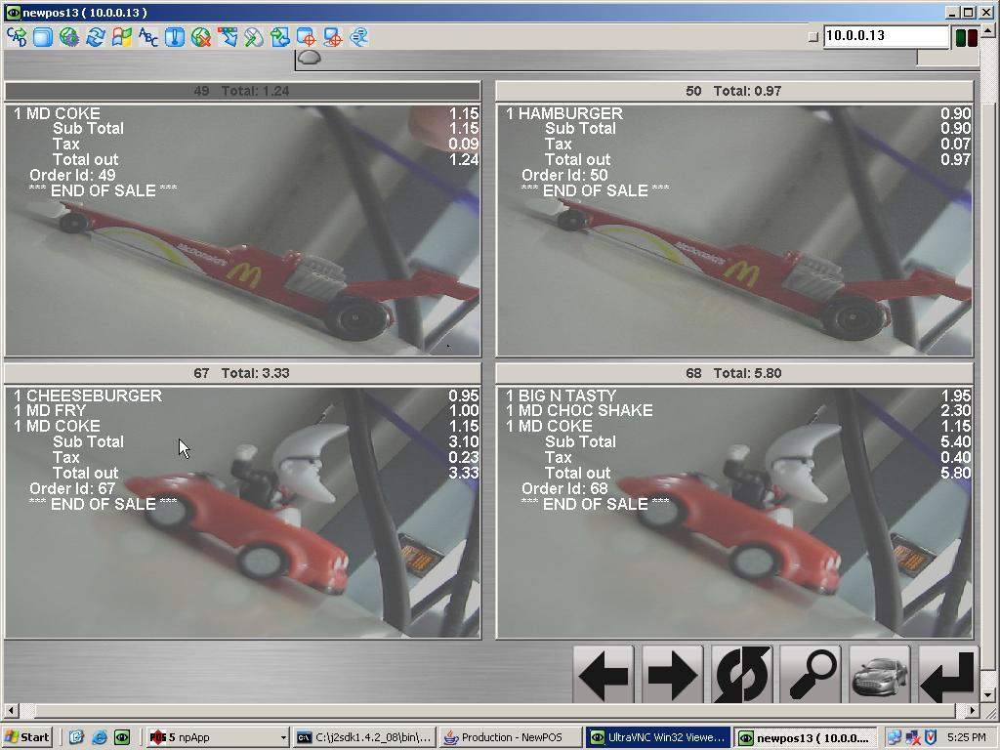 newpos13 ( 10.0.0.13 )
CAD
ABC
10.0.0.13
49 Total: 1.24
1 MD COKE 1.15
Sub Total 1.15
Tax 0.09
Total out 1.24
Order Id: 49
*** END OF SALE ***
McDonald's
50 Total: 0.97
1 HAMBURGER 0.90
Sub Total 0.90
Tax 0.07
Total out 0.97
Order Id: 50
*** END OF SALE ***
McDonald's
67 Total: 3.33
1 CHEESEBURGER 0.95
1 MD FRY 1.00
1 MD COKE 1.15
Sub Total 3.10
Tax 0.23
Total out 3.33
Order Id: 67
*** END OF SALE ***
68 Total: 5.80
1 BIG N TASTY 1.95
1 MD CHOC SHAKE 2.30
1 MD COKE 1.15
Sub Total 5.40
Tax 0.40
Total out 5.80
Order Id: 68
*** END OF SALE ***
Start
5 npApp
C:\j2sdk1.4.2_08\bin\...
Production - NewPOS
UltraVNC Win32 Viewe...
newpos13 ( 10.0.0....
5:25 PM